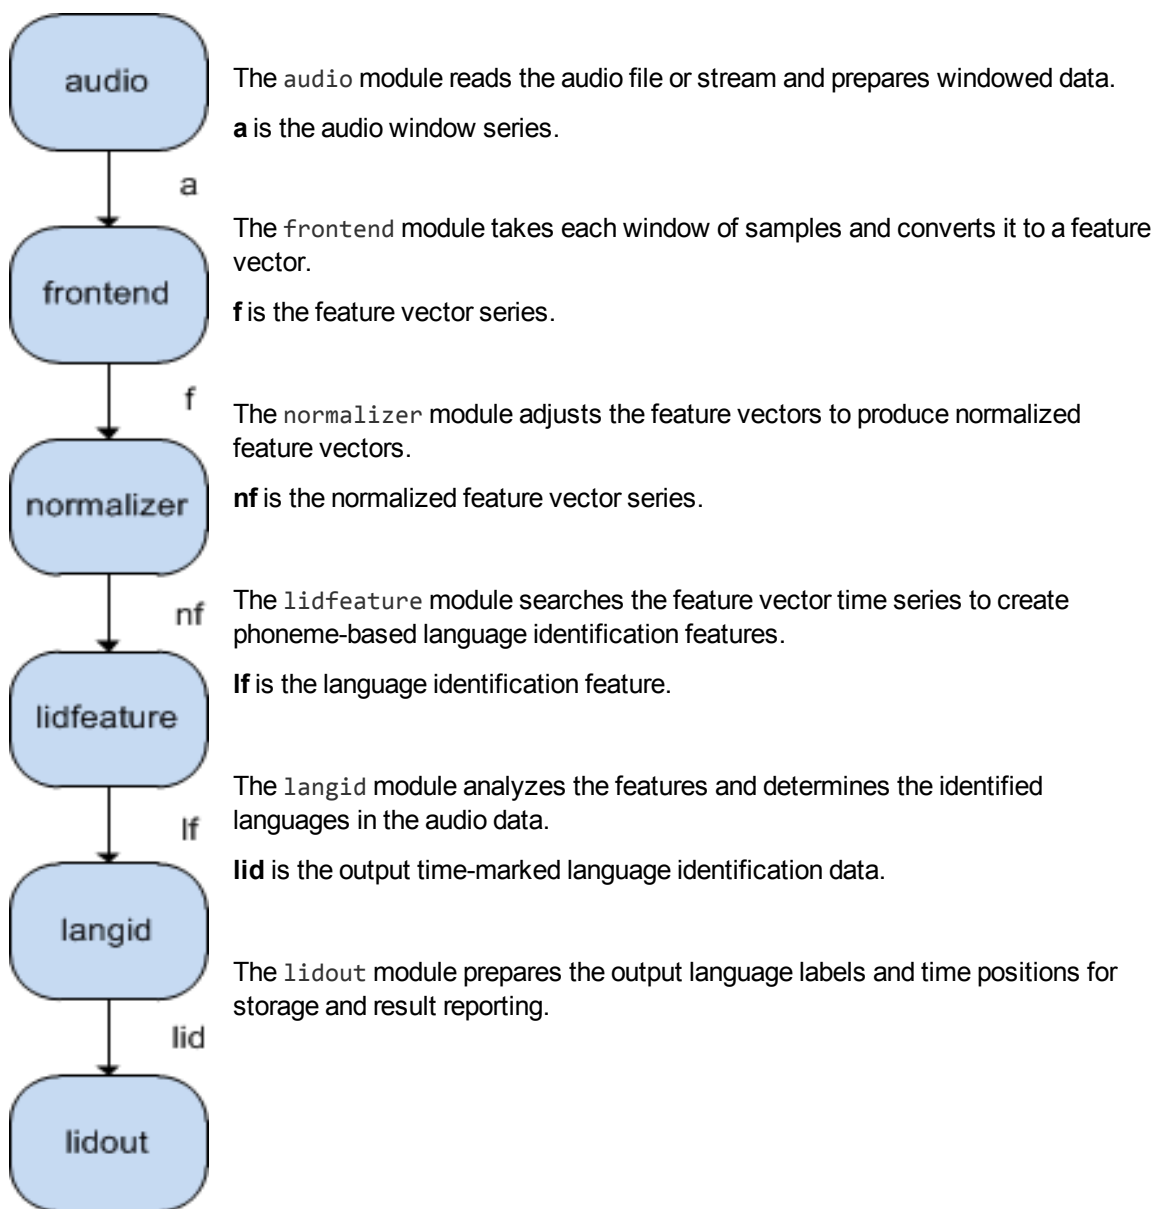 audio
The audio module reads the audio file or stream and prepares windowed data.
a is the audio window series.
a
The frontend module takes each window of samples and converts it to a feature
vector.
frontend
f is the feature vector series.
f
The normalizer module adjusts the feature vectors to produce normalized
feature vectors.
normalizer
nf is the normalized feature vector series.
nf
The lidfeature module searches the feature vector time series to create
phoneme-based language identification features.
lf is the language identification feature.
lidfeature
The langid module analyzes the features and determines the identified
languages in the audio data.
lf
lid is the output time-marked language identification data.
langid
The lidout module prepares the output language labels and time positions for
storage and result reporting.
lid
lidout